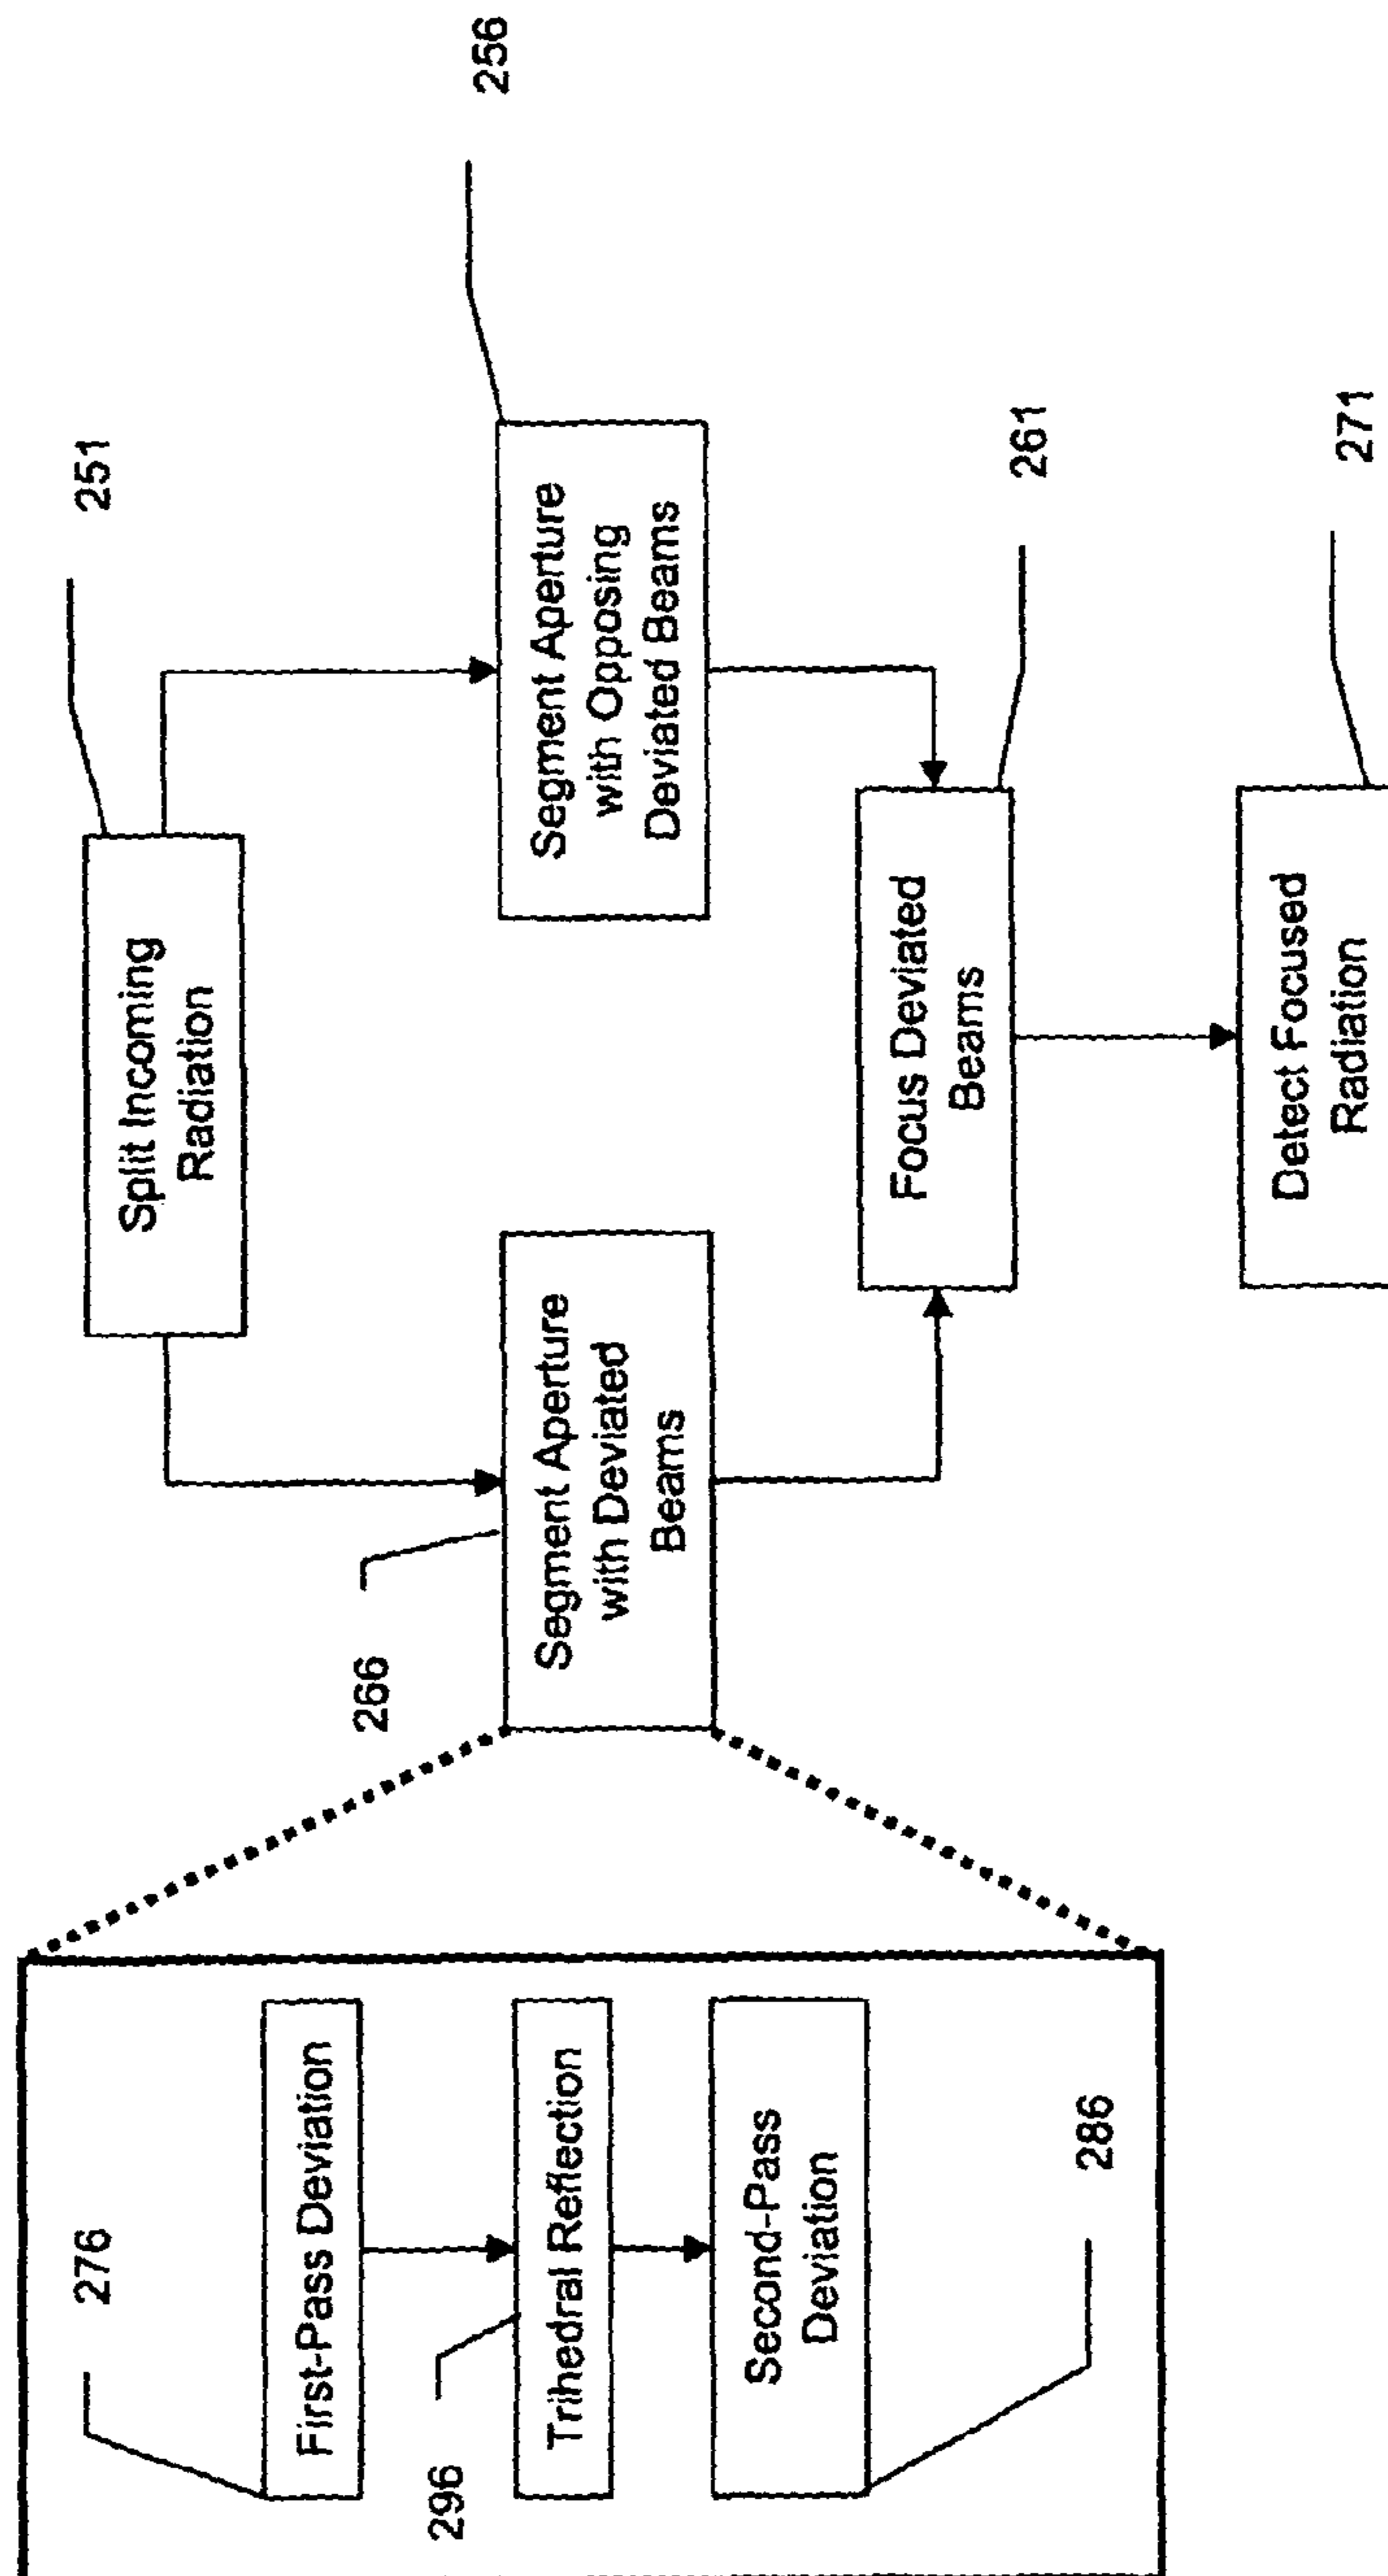 251
Split Incoming
Radiation
256
Segment Aperture
with Opposing
Deviated Beams
266
Segment Aperture
with Deviated
Beams
276
First-Pass Deviation
296
Trihedral Reflection
Second-Pass
Deviation
286
261
Focus Deviated
Beams
271
Detect Focused
Radiation